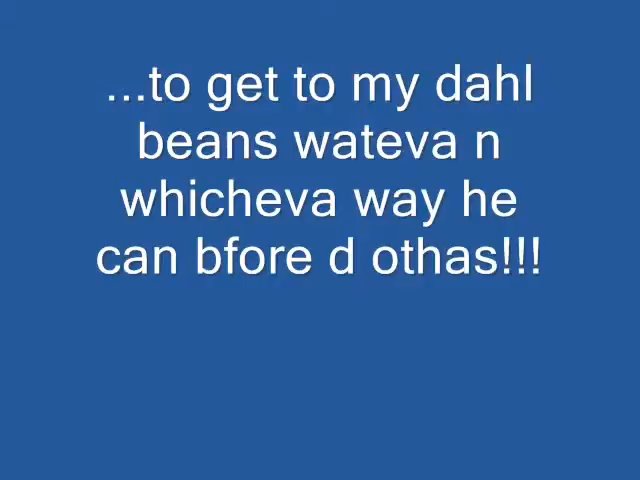 ...to get to my dahl
beans wateva n
whicheva way he
can bfore d othas!!!